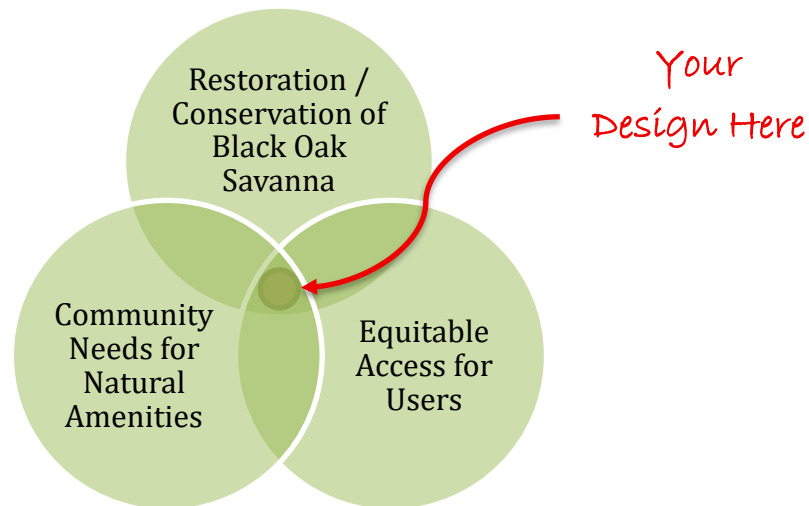 Restoration /
Conservation of
Black Oak
Savanna
Your
Design Here
Community
Needs for
Natural
Amenities
Equitable
Access for
Users